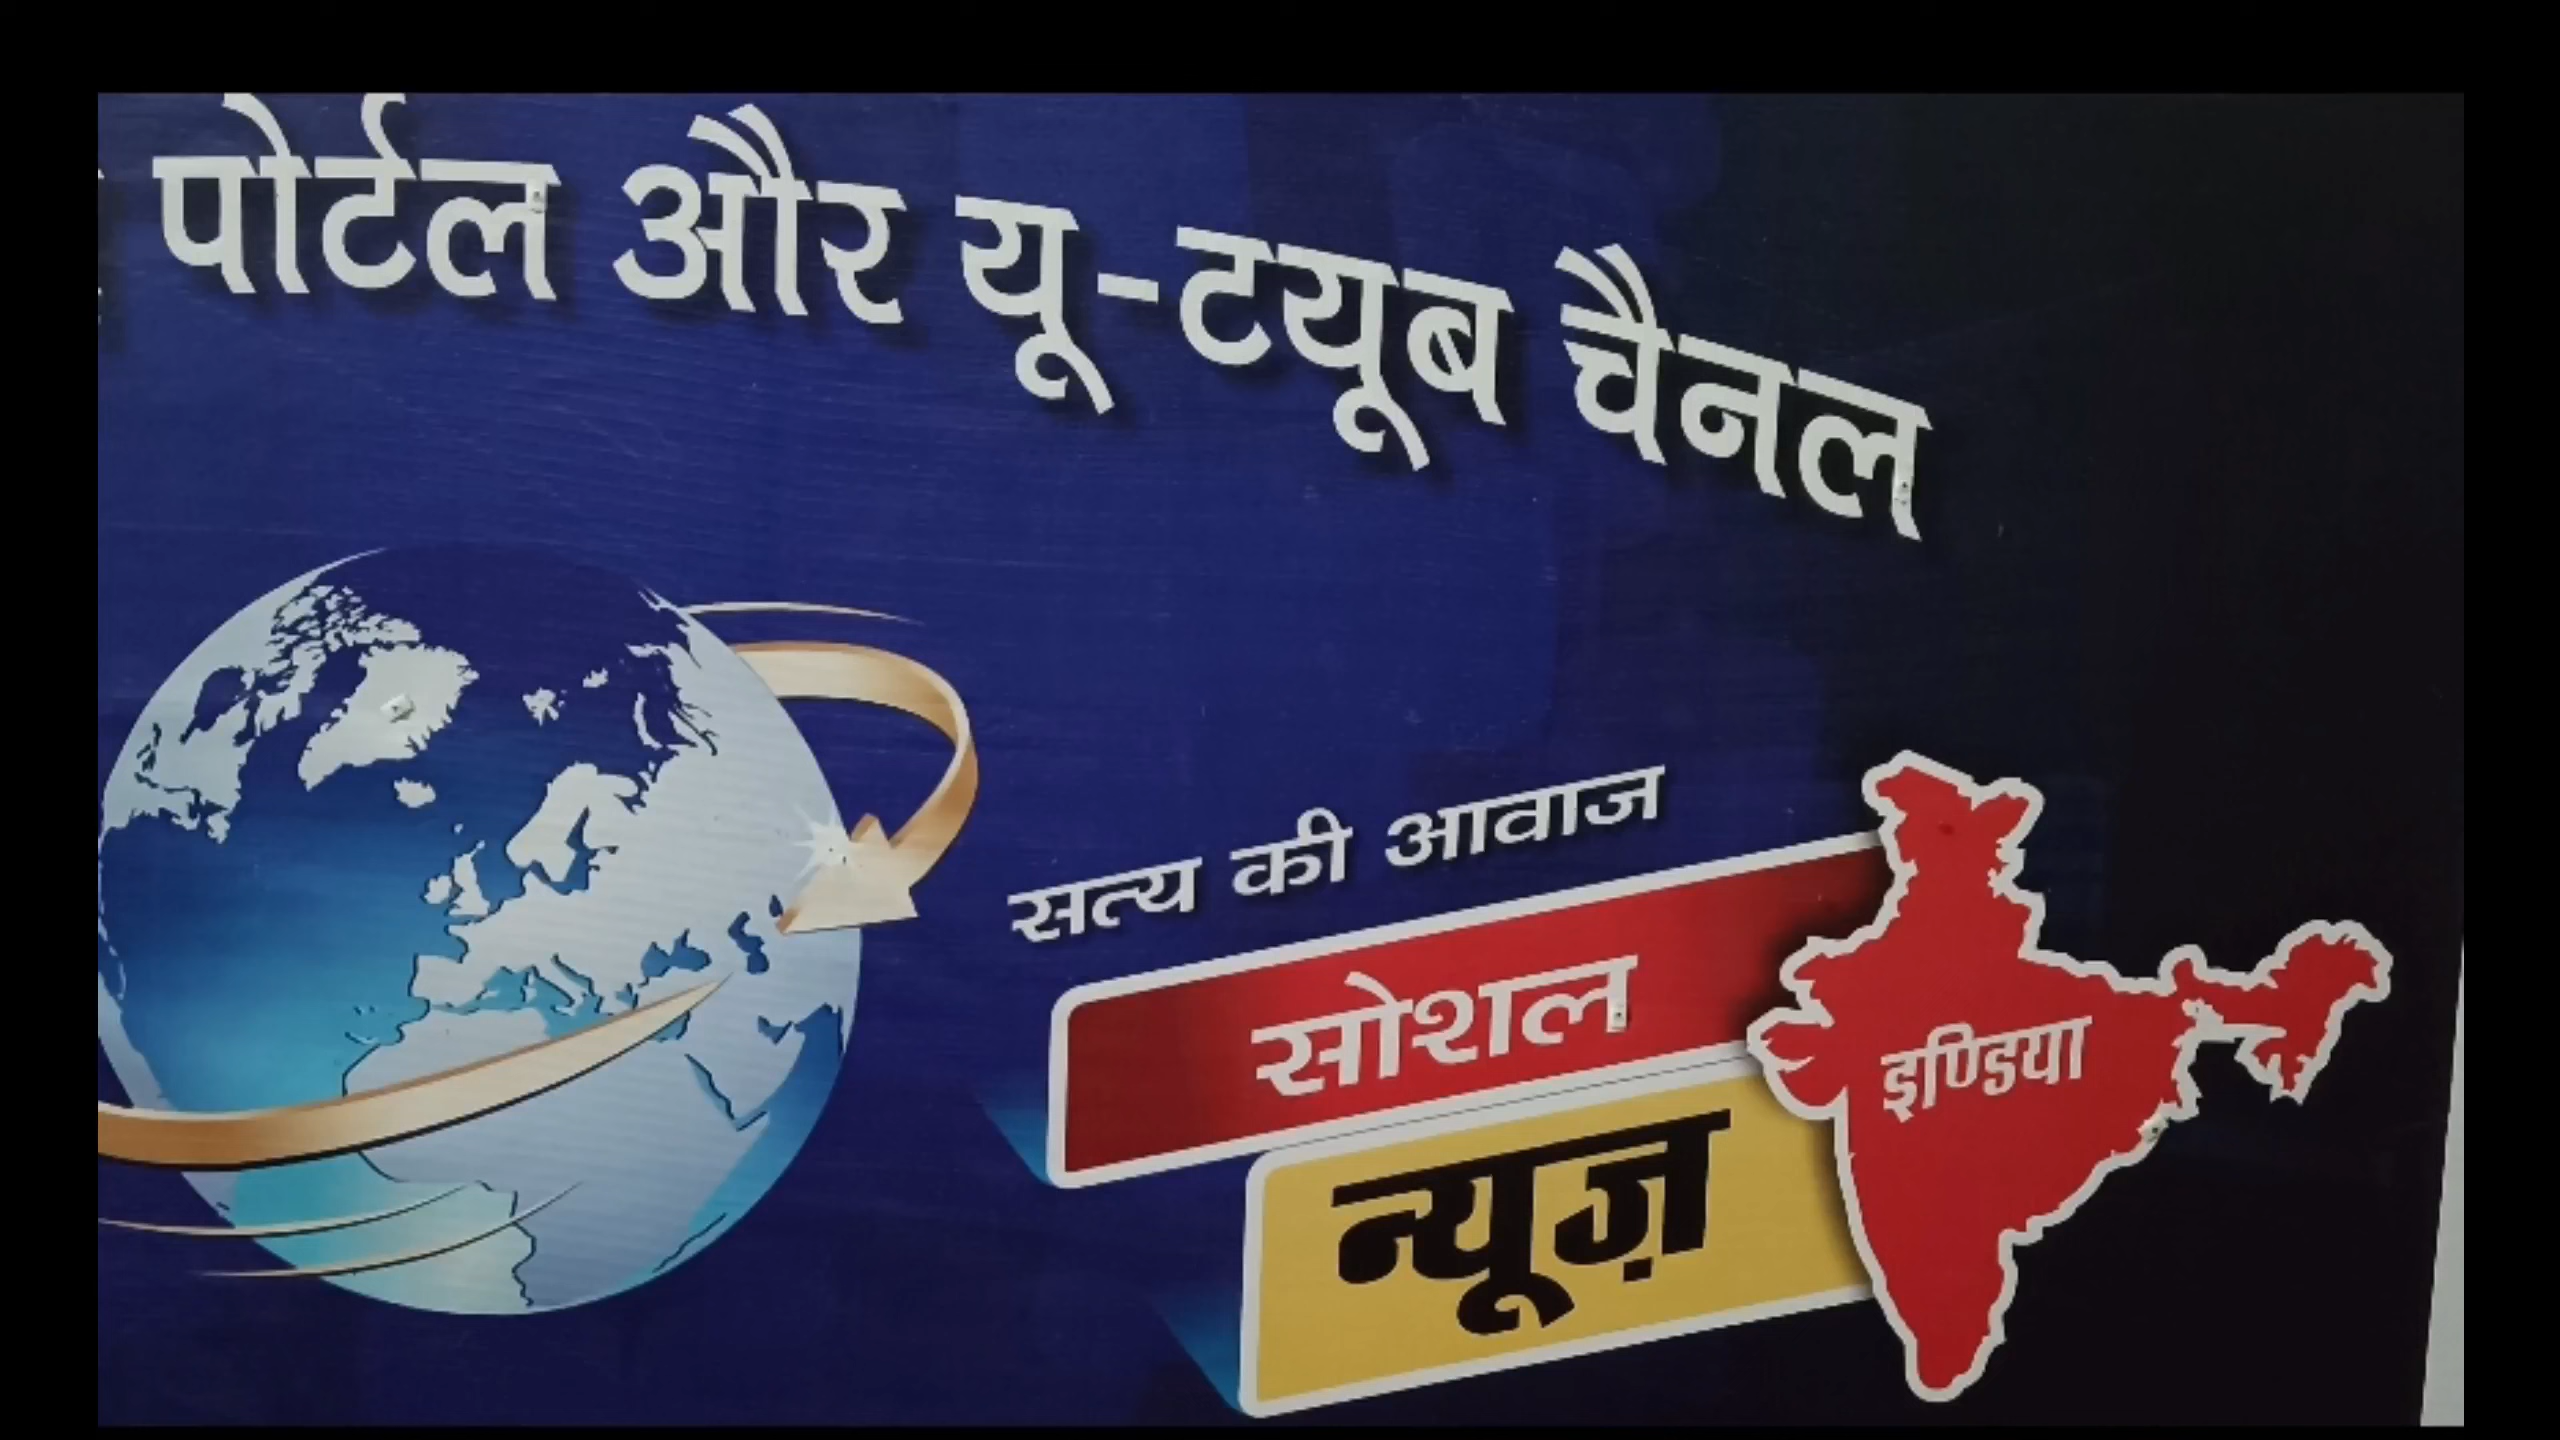 पोर्टल और यू-टयूब चैनल
सत्य की आवाज
सोशल
इण्डिया
न्यूज़